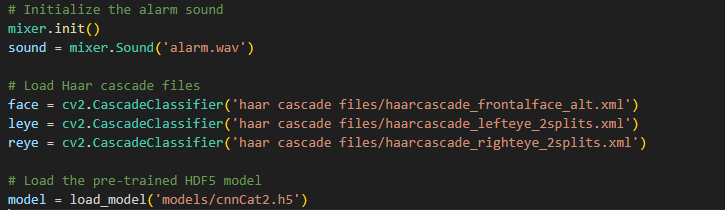 # Initialize the alarm sound
mixer.init()
sound = mixer.Sound('alarm.wav')
# Load Haar cascade files
face = cv2.CascadeClassifier('haar cascade files/haarcascade_frontalface_alt.xml')
leye = cv2.CascadeClassifier('haar cascade files/haarcascade_lefteye_2splits.xml')
reye = cv2.CascadeClassifier('haar cascade files/haarcascade_righteye_2splits.xml')
# Load the pre-trained HDF5 model
model = load_model('models/cnnCat2.h5')